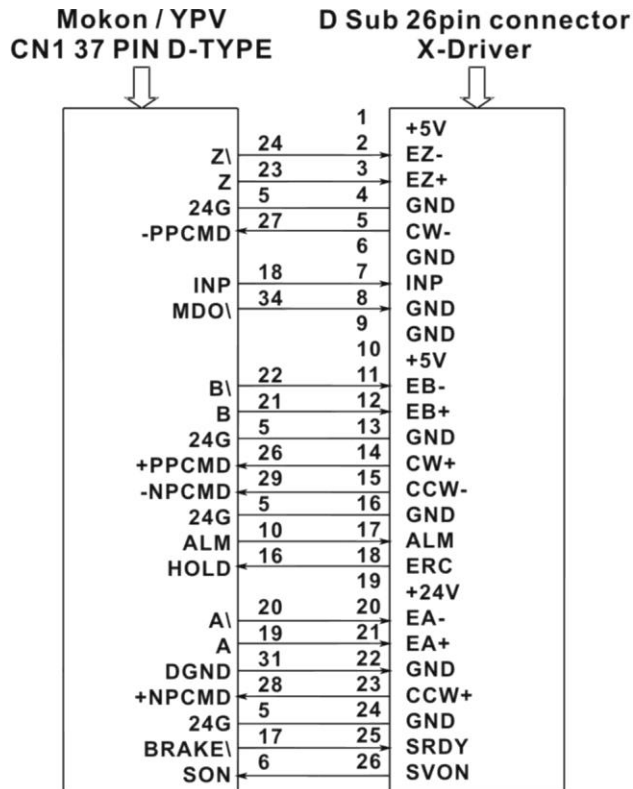 Mokon / YPV D Sub 26pin connector
CN1 37 PIN D-TYPE X-Driver
1 +5V
Z\ 24 2 EZ-
Z 23 3 EZ+
24G 5 4 GND
-PPCMD 27 5 CW-
6 GND
INP 18 7 INP
MDO\ 34 8 GND
9 GND
10 +5V
B\ 22 11 EB-
B 21 12 EB+
24G 5 13 GND
+PPCMD 26 14 CW+
-NPCMD 29 15 CCW-
24G 5 16 GND
ALM 10 17 ALM
HOLD 16 18 ERC
19 +24V
A\ 20 20 EA-
A 19 21 EA+
DGND 31 22 GND
+NPCMD 28 23 CCW+
24G 5 24 GND
BRAKE\ 17 25 SRDY
SON 6 26 SVON